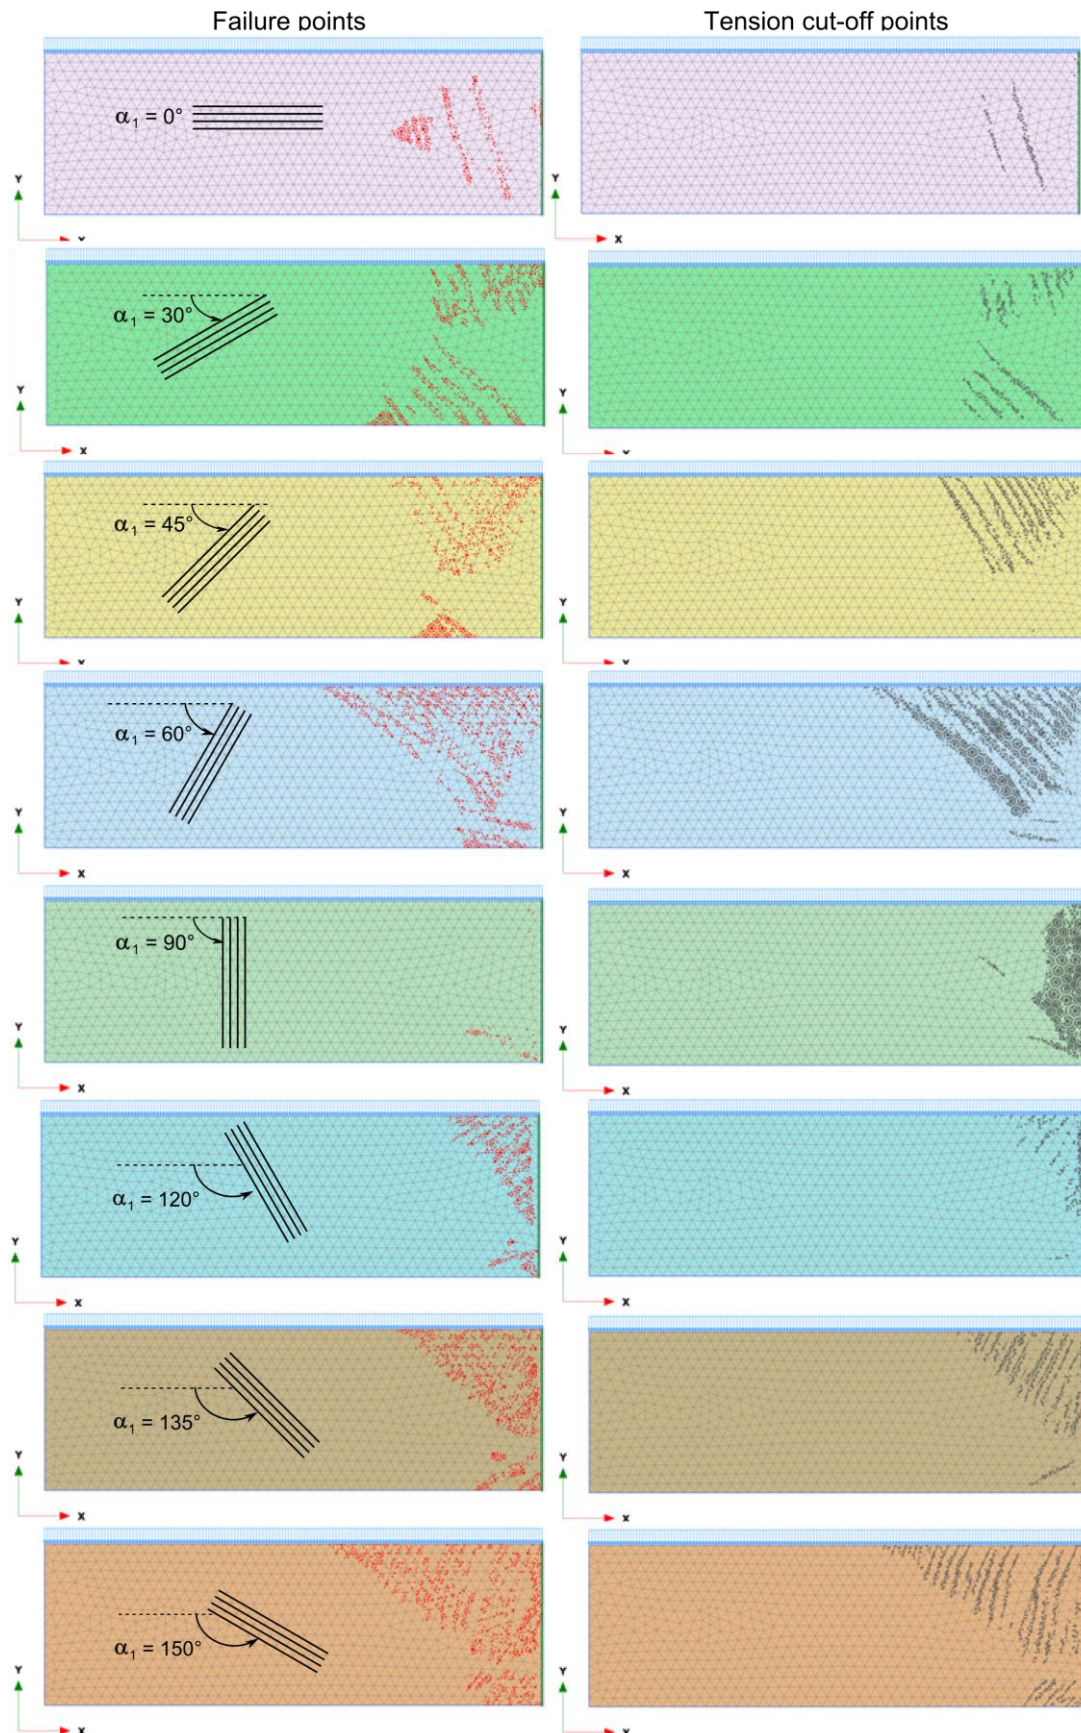 Failure points Tension cut-off points
α₁ = 0°
Y Y
X
α₁ = 30°
Y Y
X X
α₁ = 45°
Y Y
X
α₁ = 60°
Y Y
X X
α₁ = 90°
Y Y
X X
α₁ = 120°
Y Y
X X
α₁ = 135°
Y Y
X X
α₁ = 150°
Y Y
X X